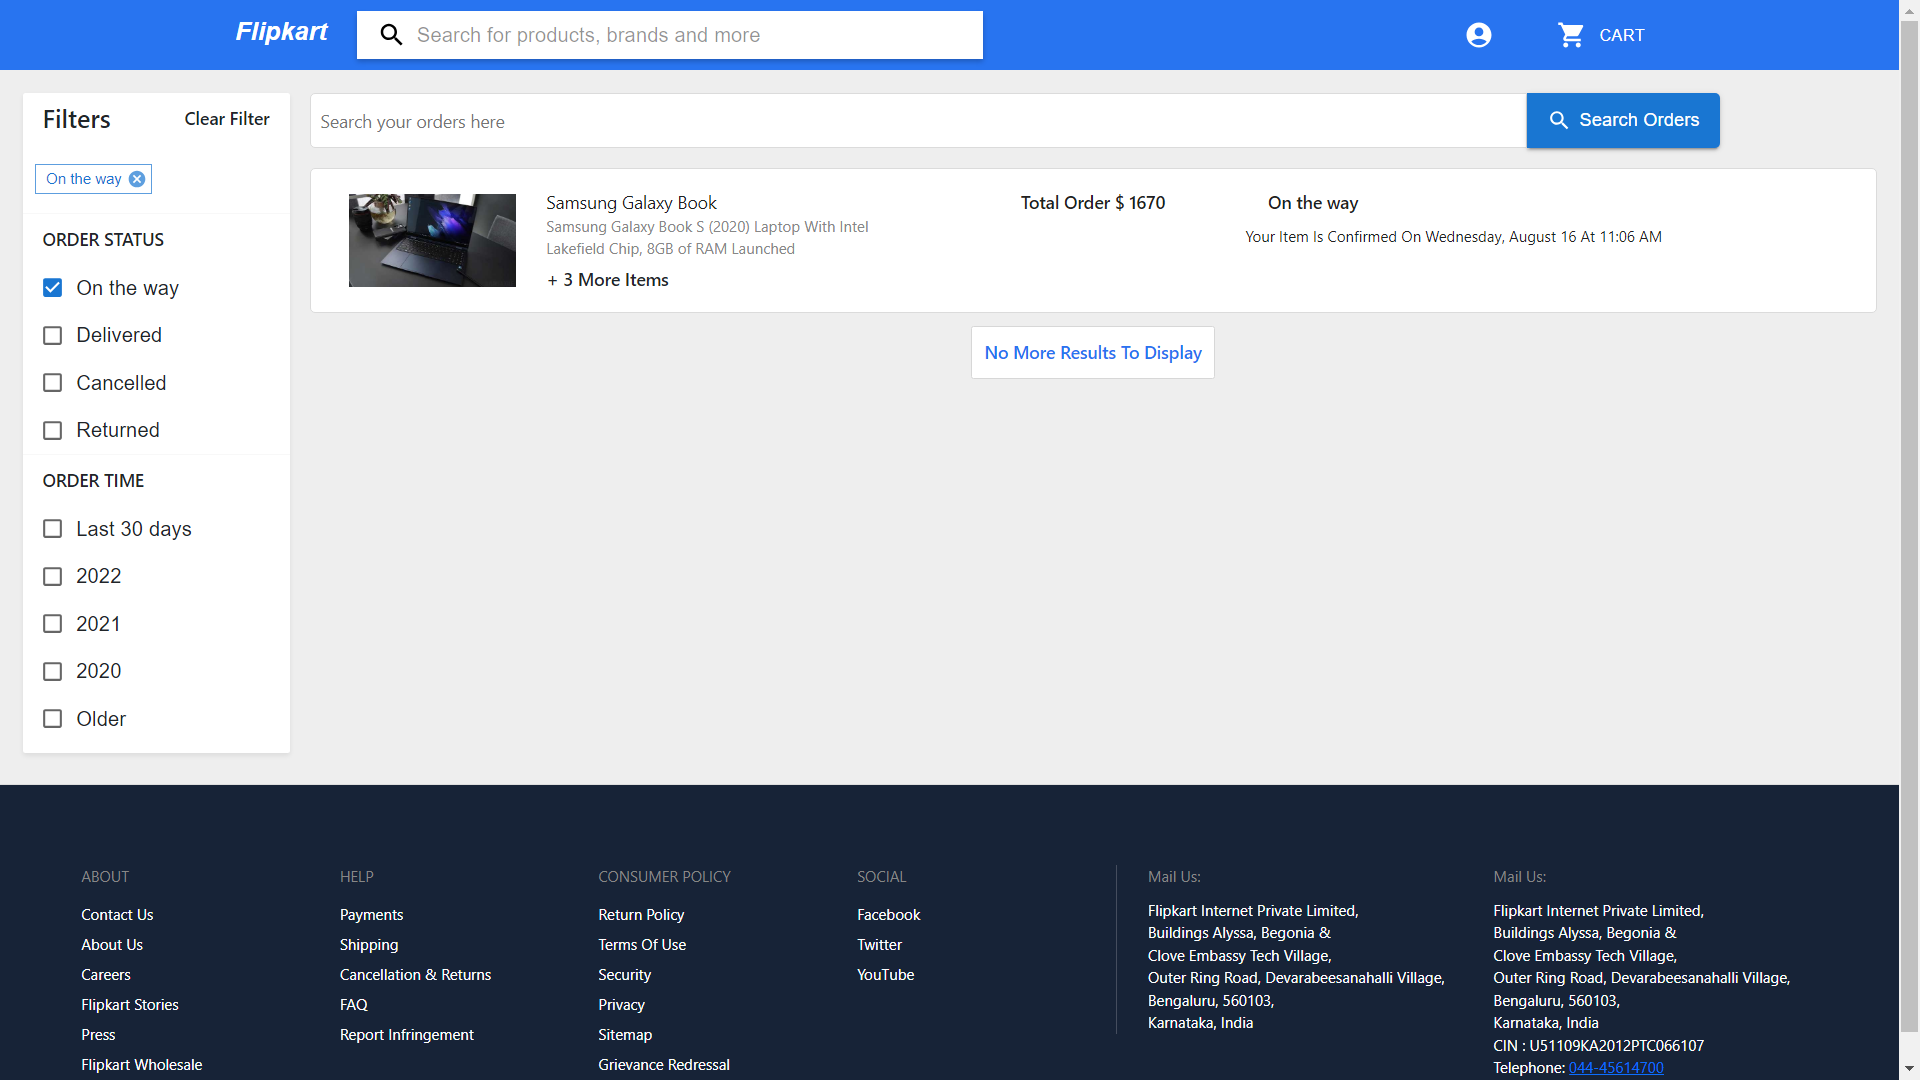 Flipkart
Search for products, brands and more
CART
Filters
Clear Filter
On the way
ORDER STATUS
On the way
Delivered
Cancelled
Returned
ORDER TIME
Last 30 days
2022
2021
2020
Older
Search your orders here
Search Orders
Samsung Galaxy Book
Samsung Galaxy Book S (2020) Laptop With Intel
Lakefield Chip, 8GB of RAM Launched
+ 3 More Items
Total Order $ 1670
On the way
Your Item Is Confirmed On Wednesday, August 16 At 11:06 AM
No More Results To Display
ABOUT
Contact Us
About Us
Careers
Flipkart Stories
Press
Flipkart Wholesale
HELP
Payments
Shipping
Cancellation & Returns
FAQ
Report Infringement
CONSUMER POLICY
Return Policy
Terms Of Use
Security
Privacy
Sitemap
Grievance Redressal
SOCIAL
Facebook
Twitter
YouTube
Mail Us:
Flipkart Internet Private Limited,
Buildings Alyssa, Begonia &
Clove Embassy Tech Village,
Outer Ring Road, Devarabeesanahalli Village,
Bengaluru, 560103,
Karnataka, India
Mail Us:
Flipkart Internet Private Limited,
Buildings Alyssa, Begonia &
Clove Embassy Tech Village,
Outer Ring Road, Devarabeesanahalli Village,
Bengaluru, 560103,
Karnataka, India
CIN : U51109KA2012PTC066107
Telephone: 044-45614700